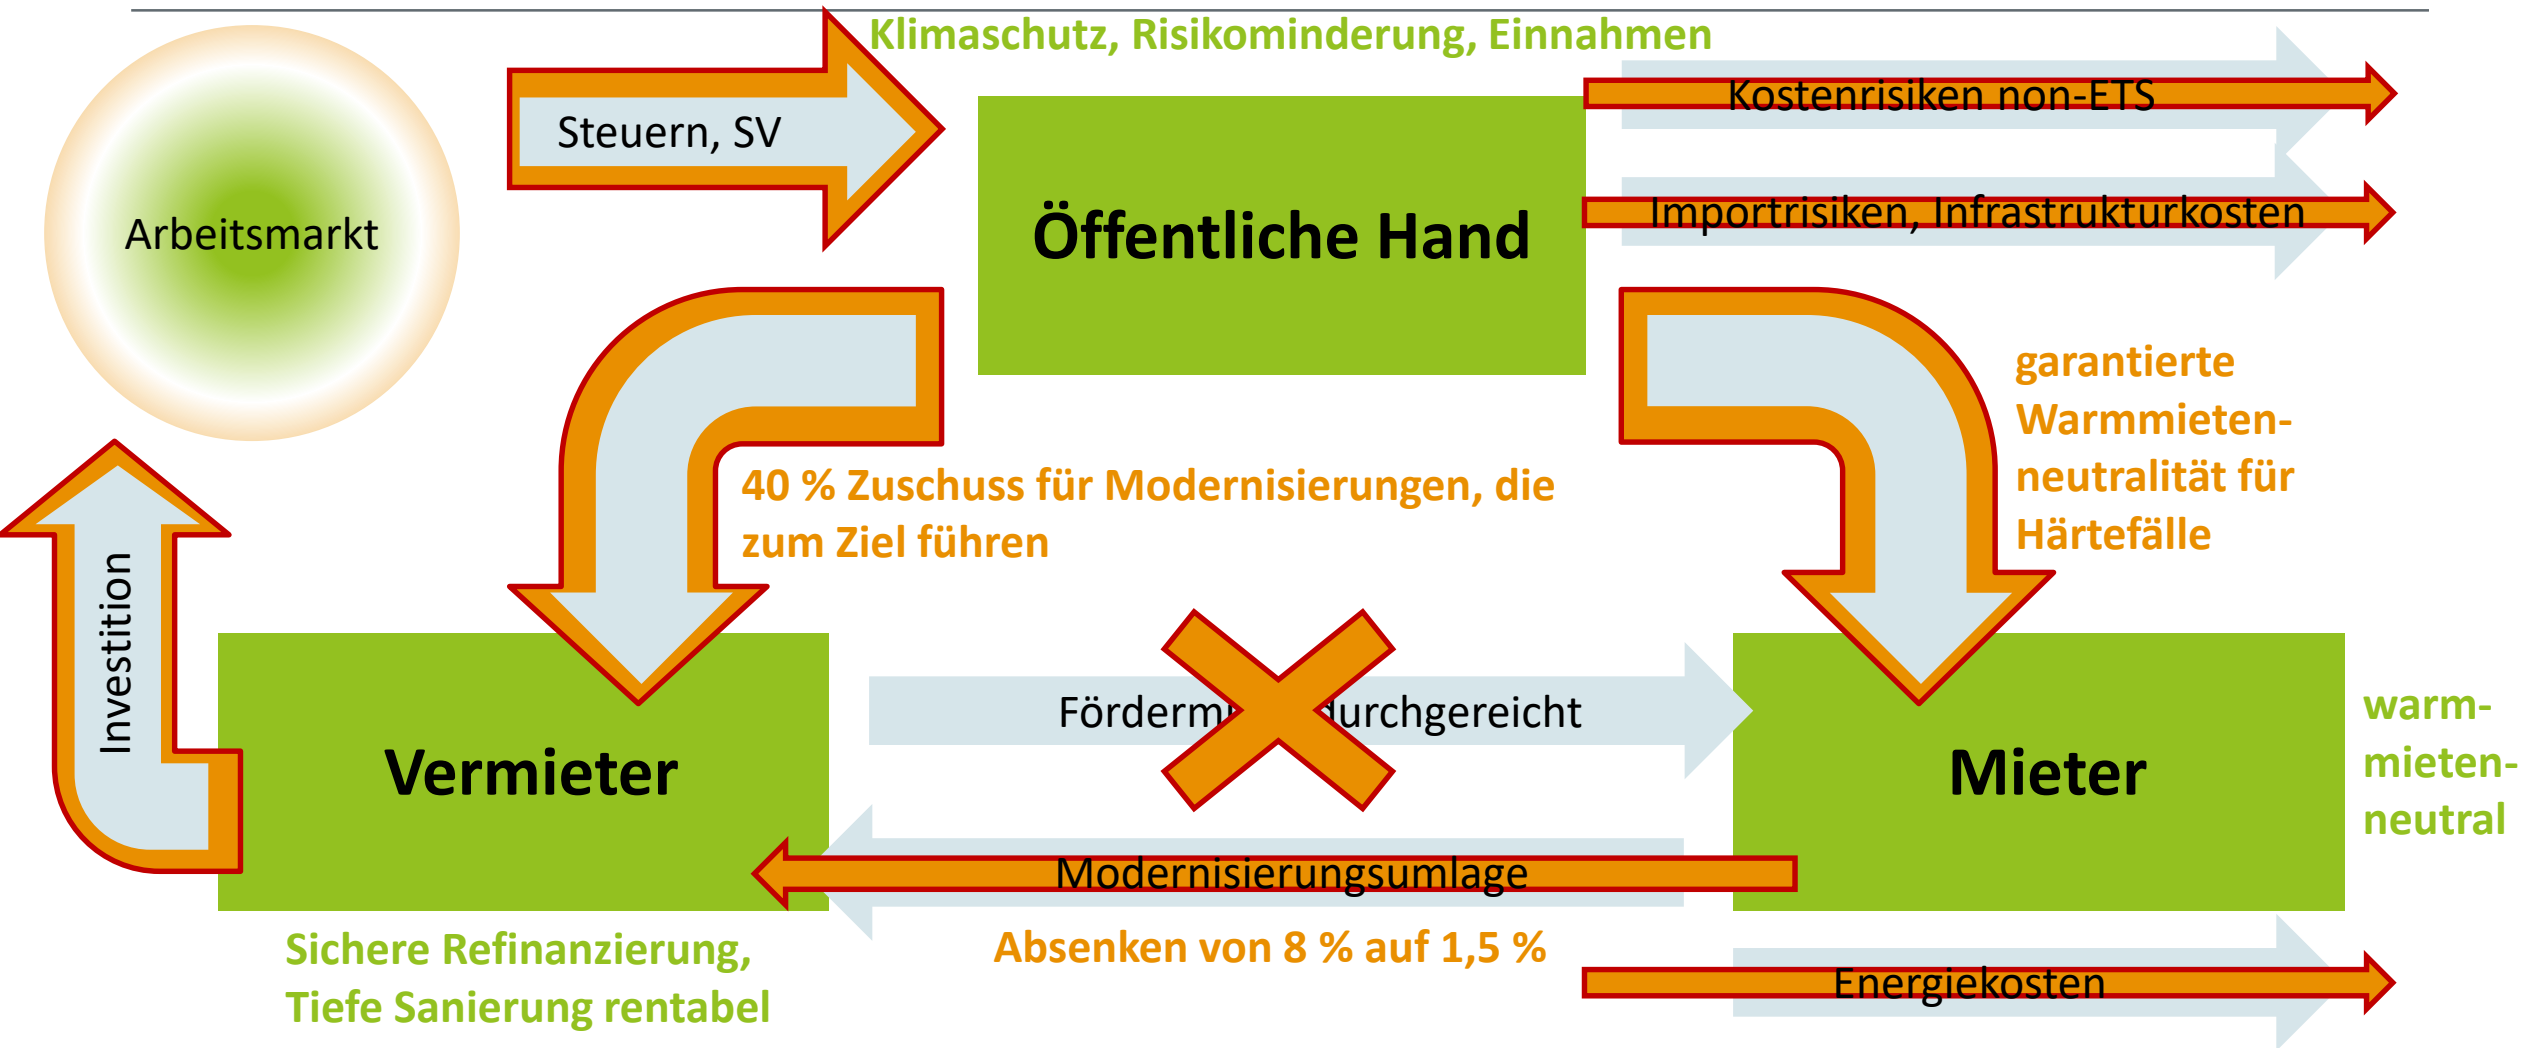 Klimaschutz, Risikominderung, Einnahmen
Kostenrisiken non-ETS
Steuern, SV
Importrisiken, Infrastrukturkosten
Öffentliche Hand
Arbeitsmarkt
garantierte
Warmmieten-
neutralität für
Härtefälle
40 % Zuschuss für Modernisierungen, die
zum Ziel führen
Investition
Vermieter
durchgereicht
Mieter
warm-
mieten-
neutral
Modernisierungsumlage
Absenken von 8 % auf 1,5 %
Sichere Refinanzierung,
Tiefe Sanierung rentabel
Energiekosten